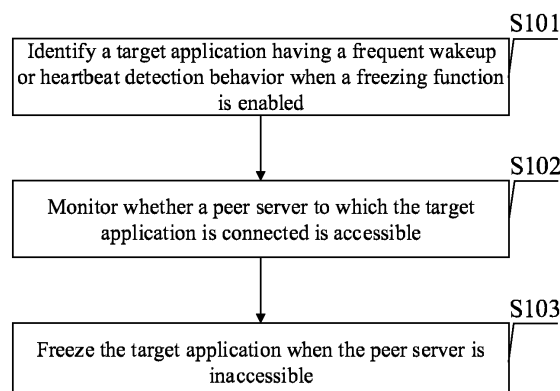 S101
Identify a target application having a frequent wakeup
or heartbeat detection behavior when a freezing function
is enabled
S102
Monitor whether a peer server to which the target
application is connected is accessible
S103
Freeze the target application when the peer server is
inaccessible